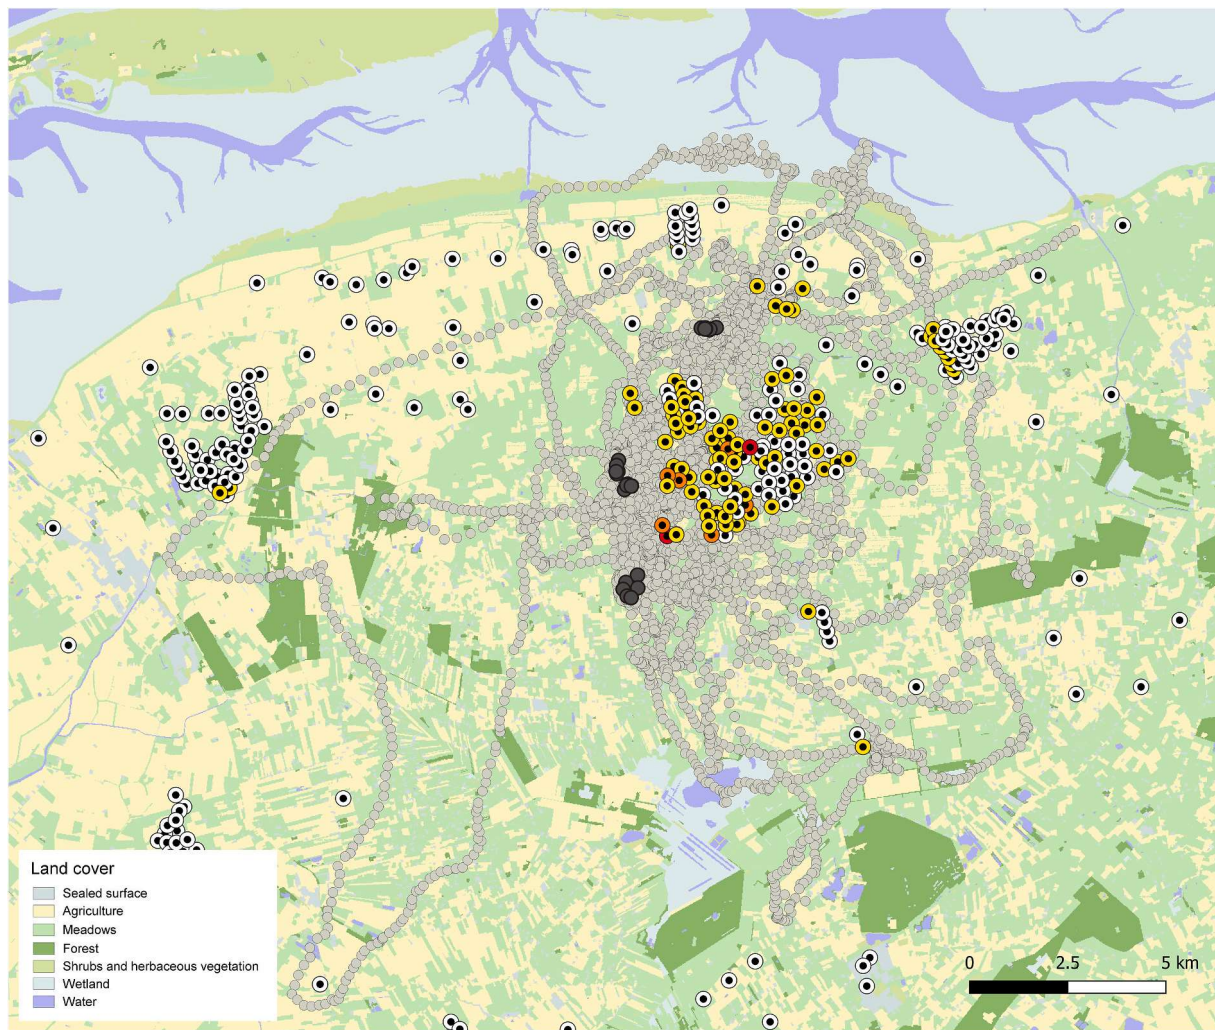 Land cover
Sealed surface
Agriculture
Meadows
Forest
Shrubs and herbaceous vegetation
Wetland
Water
0 2.5 5 km